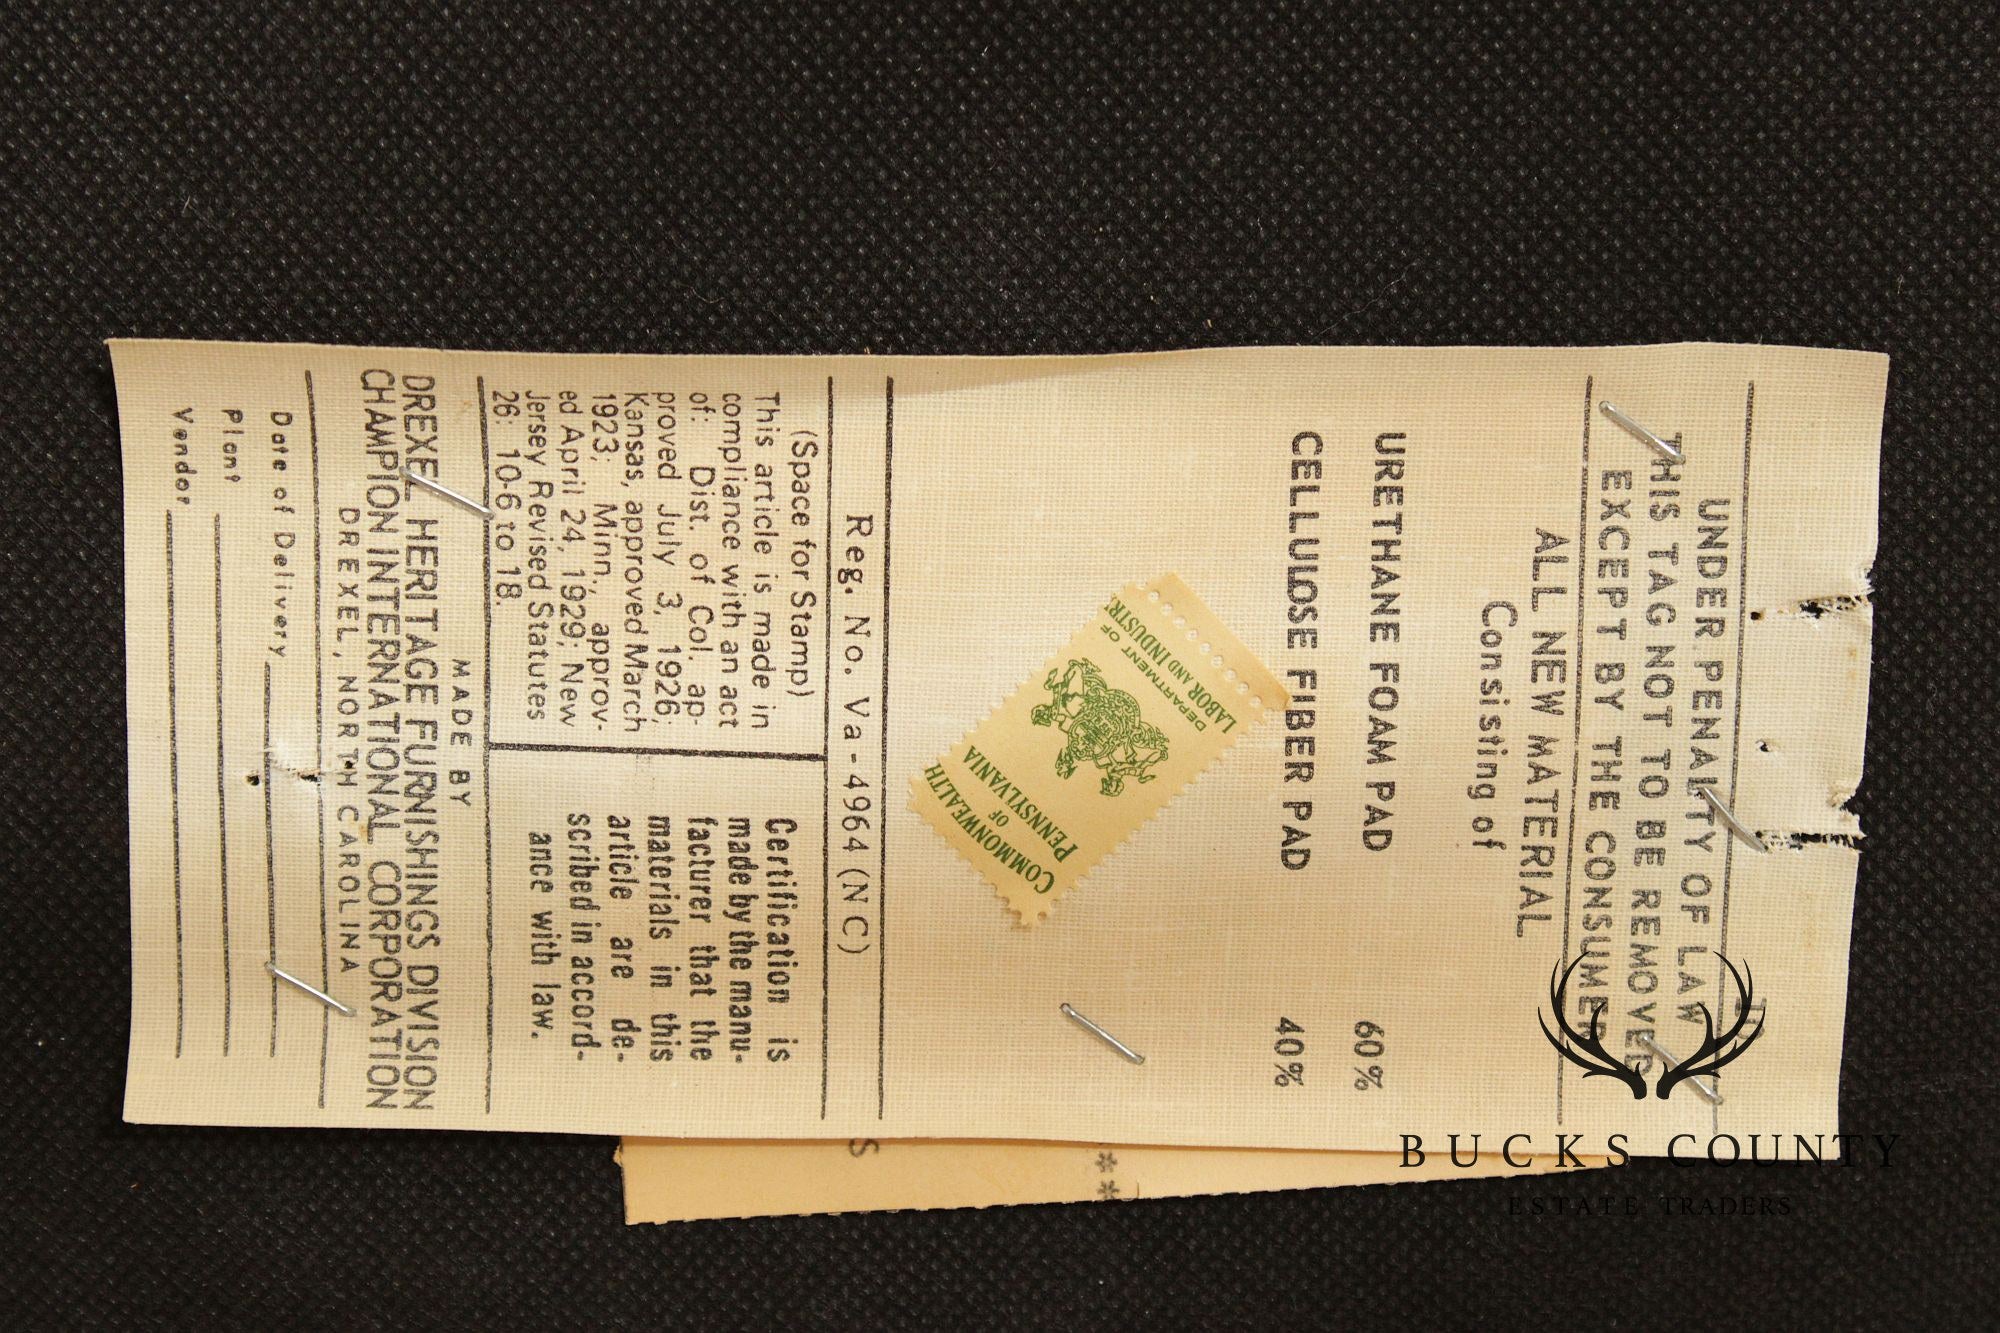 UNDER PENALTY OF LAW
THIS TAG NOT TO BE REMOVED
EXCEPT BY THE CONSUMER
ALL NEW MATERIAL
Consisting of
URETHANE FOAM PAD 60%
CELLULOSE FIBER PAD 40%
COMMONWEALTH
OF
PENNSYLVANIA
DEPARTMENT OF
LABOR AND INDUSTR
Reg. No. Va-4964 (NC)
(Space for Stamp)
This article is made in
compliance with an act
of: Dist. of Col. ap-
proved July 3, 1926;
Kansas, approved March
1923; Minn., approv-
ed April 24, 1929; New
Jersey Revised Statutes
26: 10-6 to 18.
Certification is
made by the manu-
facturer that the
materials in this
article are de-
scribed in accord-
ance with law.
MADE BY
DREXEL HERITAGE FURNISHINGS DIVISION
CHAMPION INTERNATIONAL CORPORATION
DREXEL, NORTH CAROLINA
Date of Delivery
Plant
Vendor
S
**
BUCKS COUNTY
ESTATE TRADERS